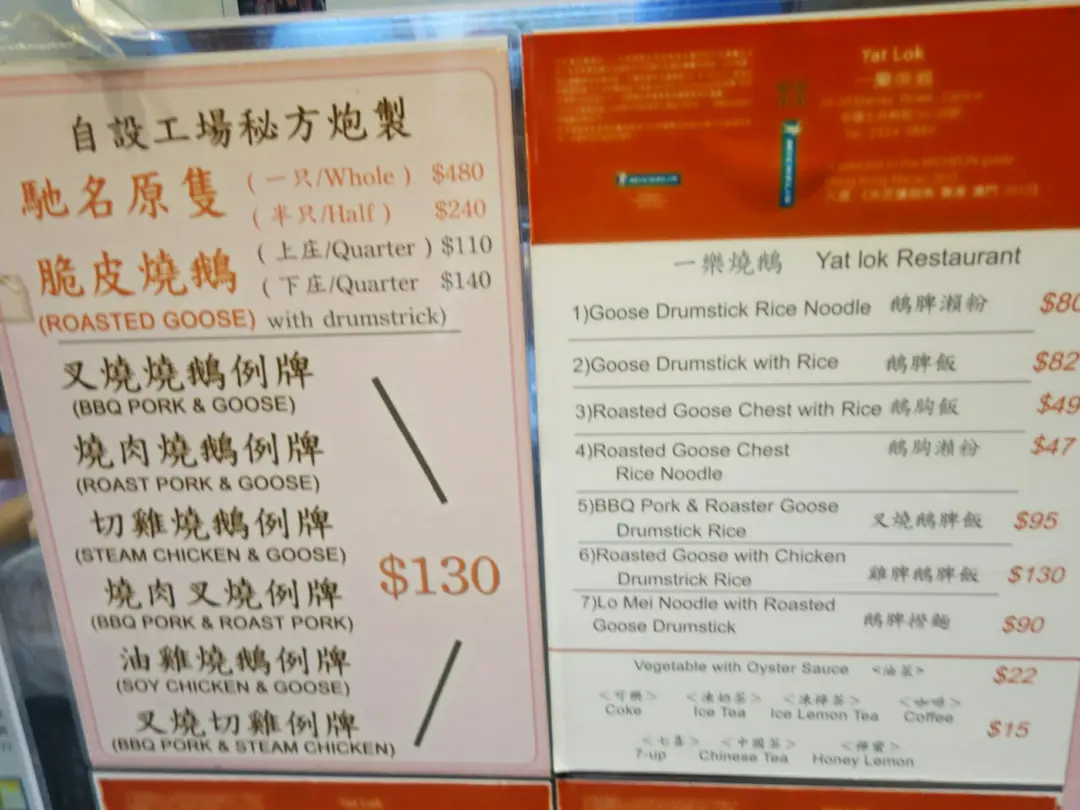 自設工場秘方炮製
馳名原隻 (一只/Whole) $480
(半只/Half) $240
脆皮燒鵝 (上庄/Quarter) $110
(下庄/Quarter $140
(ROASTED GOOSE) with drumstrick)
叉燒燒鵝例牌
(BBQ PORK & GOOSE)
燒肉燒鵝例牌
(ROAST PORK & GOOSE)
切雞燒鵝例牌
(STEAM CHICKEN & GOOSE)
$130
燒肉叉燒例牌
(BBQ PORK & ROAST PORK)
油雞燒鵝例牌
(SOY CHICKEN & GOOSE)
叉燒切雞例牌
(BBQ PORK & STEAM CHICKEN)
Yat Lok
MICHELIN
MICHELIN
selected in the MICHELIN guide
一樂燒鵝 Yat lok Restaurant
1)Goose Drumstick Rice Noodle 鵝脾瀨粉 $80
2)Goose Drumstick with Rice 鵝脾飯 $82
3)Roasted Goose Chest with Rice 鵝胸飯 $49
4)Roasted Goose Chest 鵝胸瀨粉 $47
Rice Noodle
5)BBQ Pork & Roaster Goose 叉燒鵝脾飯 $95
Drumstick Rice
6)Roasted Goose with Chicken 雞脾鵝脾飯 $130
Drumstrick Rice
7)Lo Mei Noodle with Roasted 鵝脾撈麵 $90
Goose Drumstick
Vegetable with Oyster Sauce <油菜> $22
<可樂> <凍奶茶> <凍檸茶> <咖啡>
Coke Ice Tea Ice Lemon Tea Coffee
$15
<七喜> <中國茶> <檸蜜>
7-up Chinese Tea Honey Lemon
Yat Lok